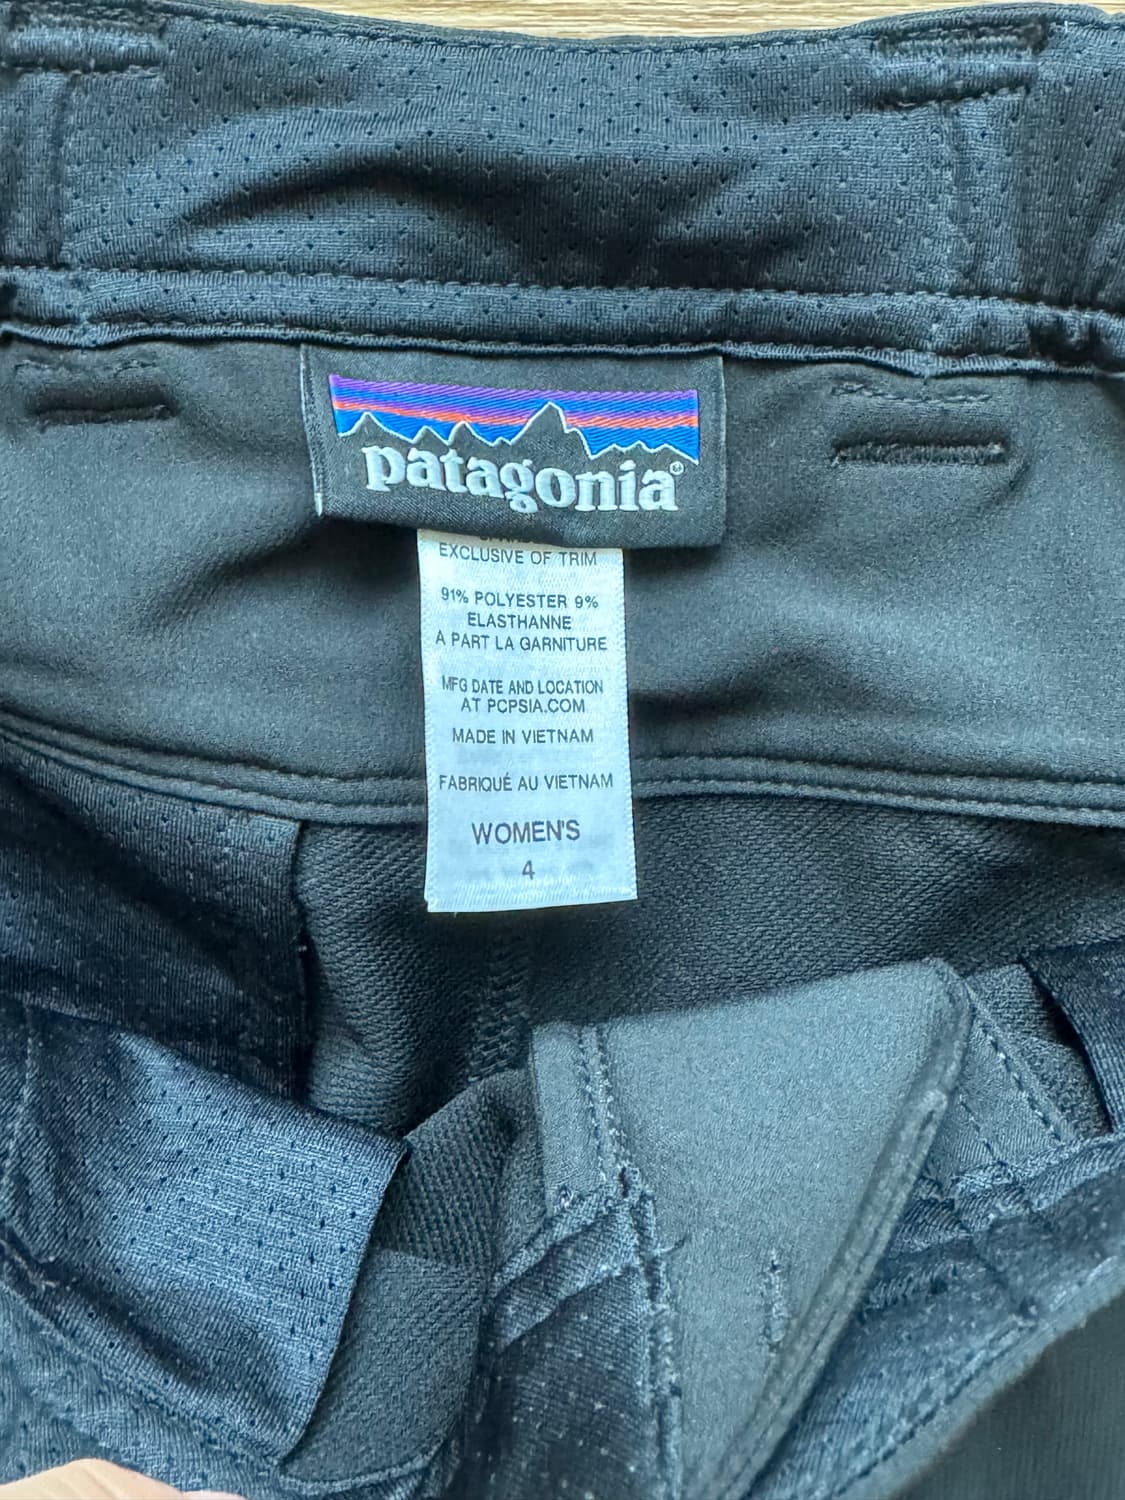 patagonia®
EXCLUSIVE OF TRIM
91% POLYESTER 9%
ELASTHANNE
A PART LA GARNITURE
MFG DATE AND LOCATION
AT PCPSIA.COM
MADE IN VIETNAM
FABRIQUÉ AU VIETNAM
WOMEN'S
4